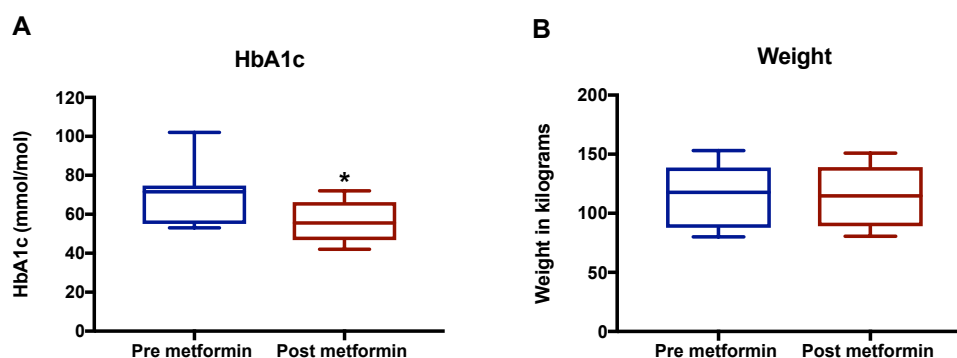 A
HbA1c
HbA1c (mmol/mol)
120
100
80
60
40
20
0
*
Pre metformin Post metformin
B
Weight
Weight in kilograms
200
150
100
50
0
Pre metformin Post metformin